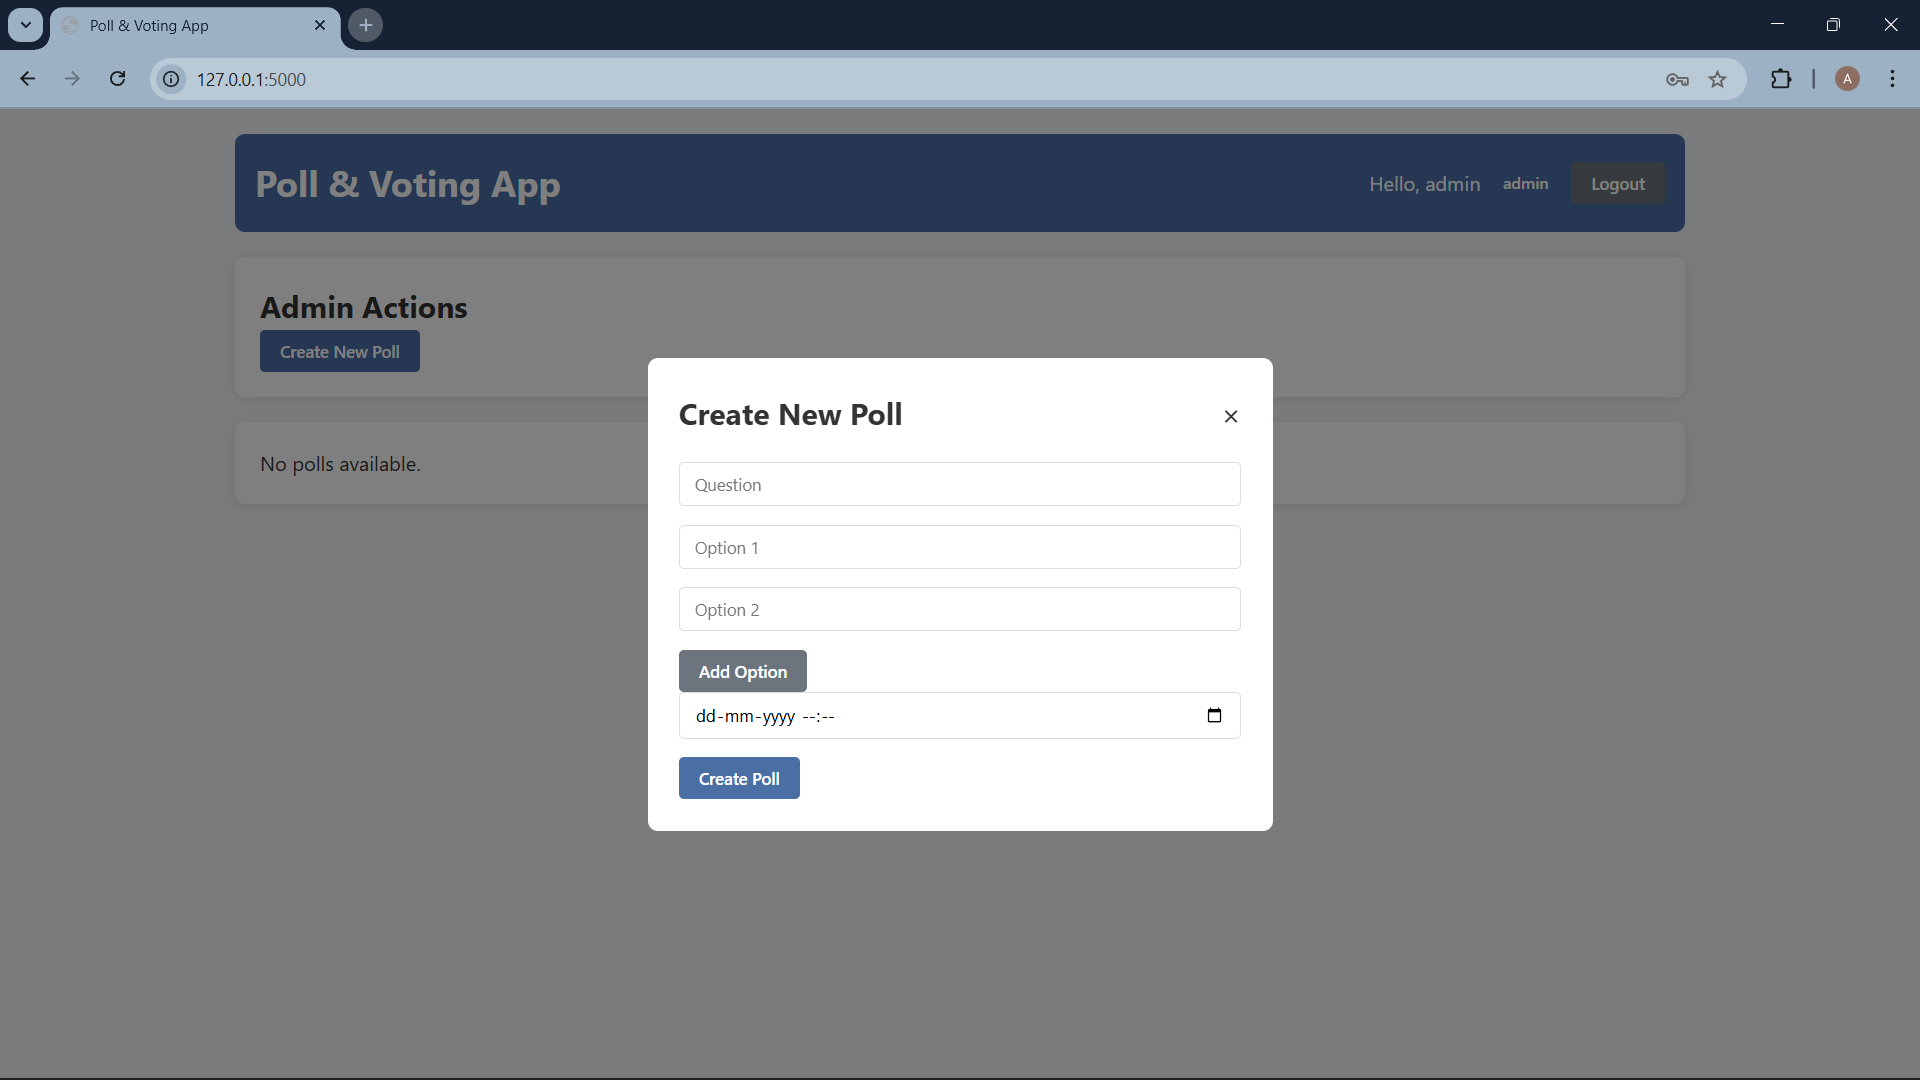 Poll & Voting App
127.0.0.1:5000
A
Poll & Voting App
Hello, admin admin Logout
Admin Actions
Create New Poll
No polls available.
Create New Poll
×
Question
Option 1
Option 2
Add Option
dd-mm-yyyy --:--
Create Poll